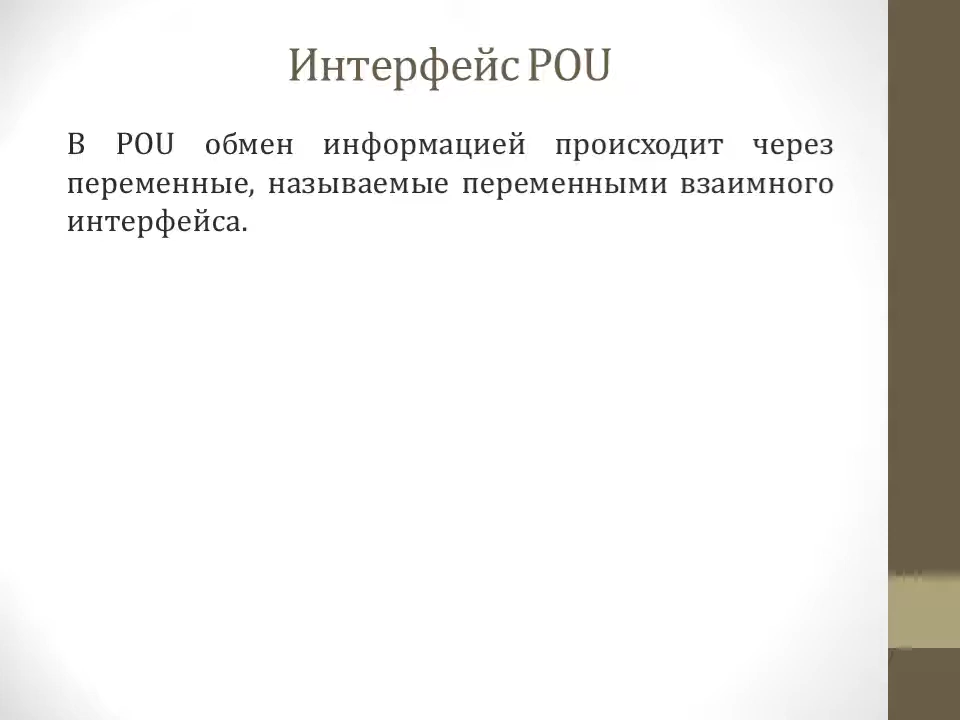 Интерфейс POU
В POU обмен информацией происходит через
переменные, называемые переменными взаимного
интерфейса.